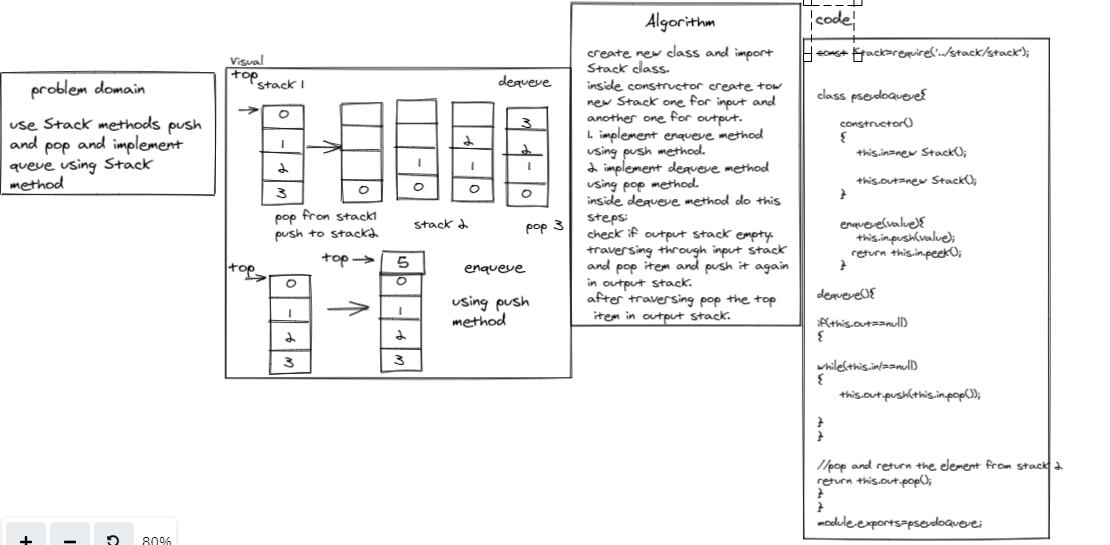 problem domain
use Stack methods push
and pop and implement
queue using Stack
method
Visual
top
stack 1
dequeue
0
1
2
3
0
1
0
2
1
0
3
2
1
0
pop from stack1
push to stack2
stack 2
pop 3
top
top
5
0
1
2
3
0
1
2
3
enqueue
using push
method
Algorithm
create new class and import
Stack class.
inside constructor create tow
new Stack one for input and
another one for output.
1. implement enqueue method
using push method.
2 implement dequeue method
using pop method.
inside dequeue method do this
steps:
check if output stack empty.
traversing through input stack
and pop item and push it again
in output stack.
after traversing pop the top
item in output stack.
code
const Stack=require('../stack/stack');
class pseudoqueue{
constructor()
{
this.in=new Stack();
this.out=new Stack();
}
enqueue(value){
this.in.push(value);
return this.in.peek();
}
dequeue(){
if(this.out==null)
{
while(this.in!==null)
{
this.out.push(this.in.pop());
}
}
//pop and return the element from stack 2
return this.out.pop();
}
}
module.exports=pseudoQueue;
+ - 80%